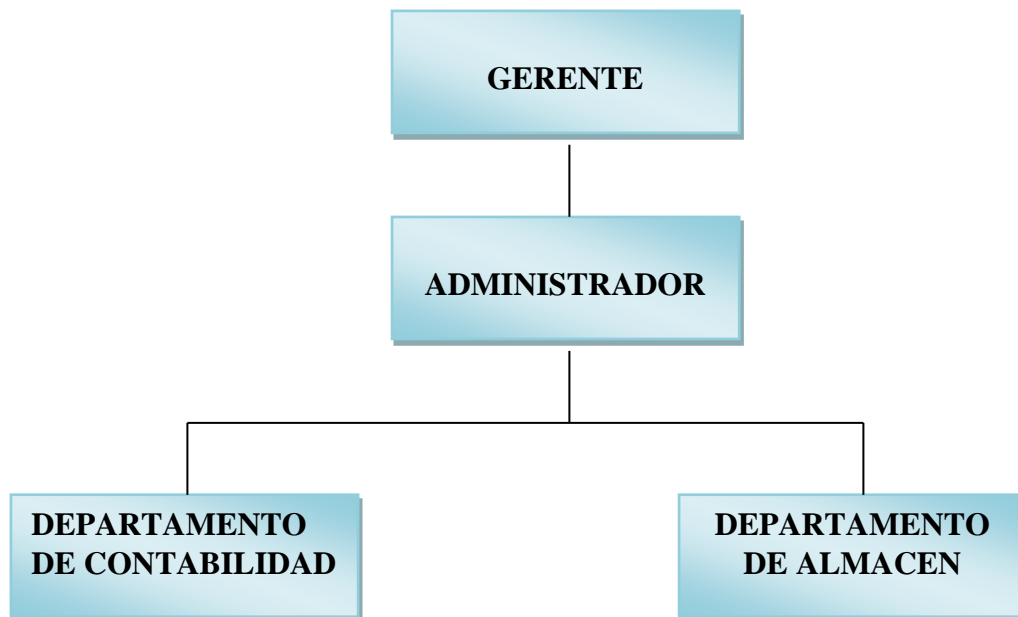 GERENTE
ADMINISTRADOR
DEPARTAMENTO
DE CONTABILIDAD
DEPARTAMENTO
DE ALMACEN